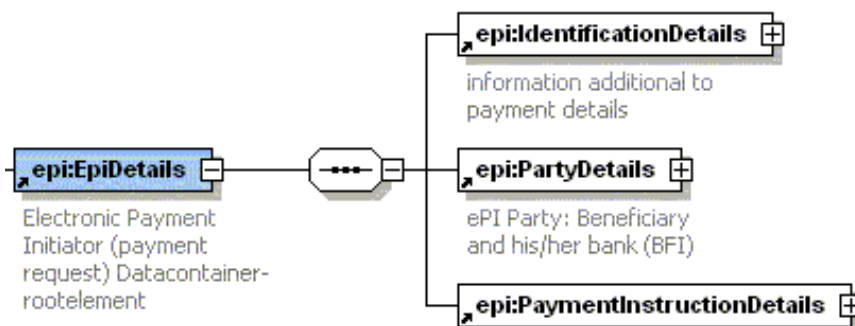 epi:IdentificationDetails
information additional to
payment details
epi:EpiDetails
Electronic Payment
Initiator (payment
request) Datacontainer-
rootelement
epi:PartyDetails
ePI Party: Beneficiary
and his/her bank (BFI)
epi:PaymentInstructionDetails